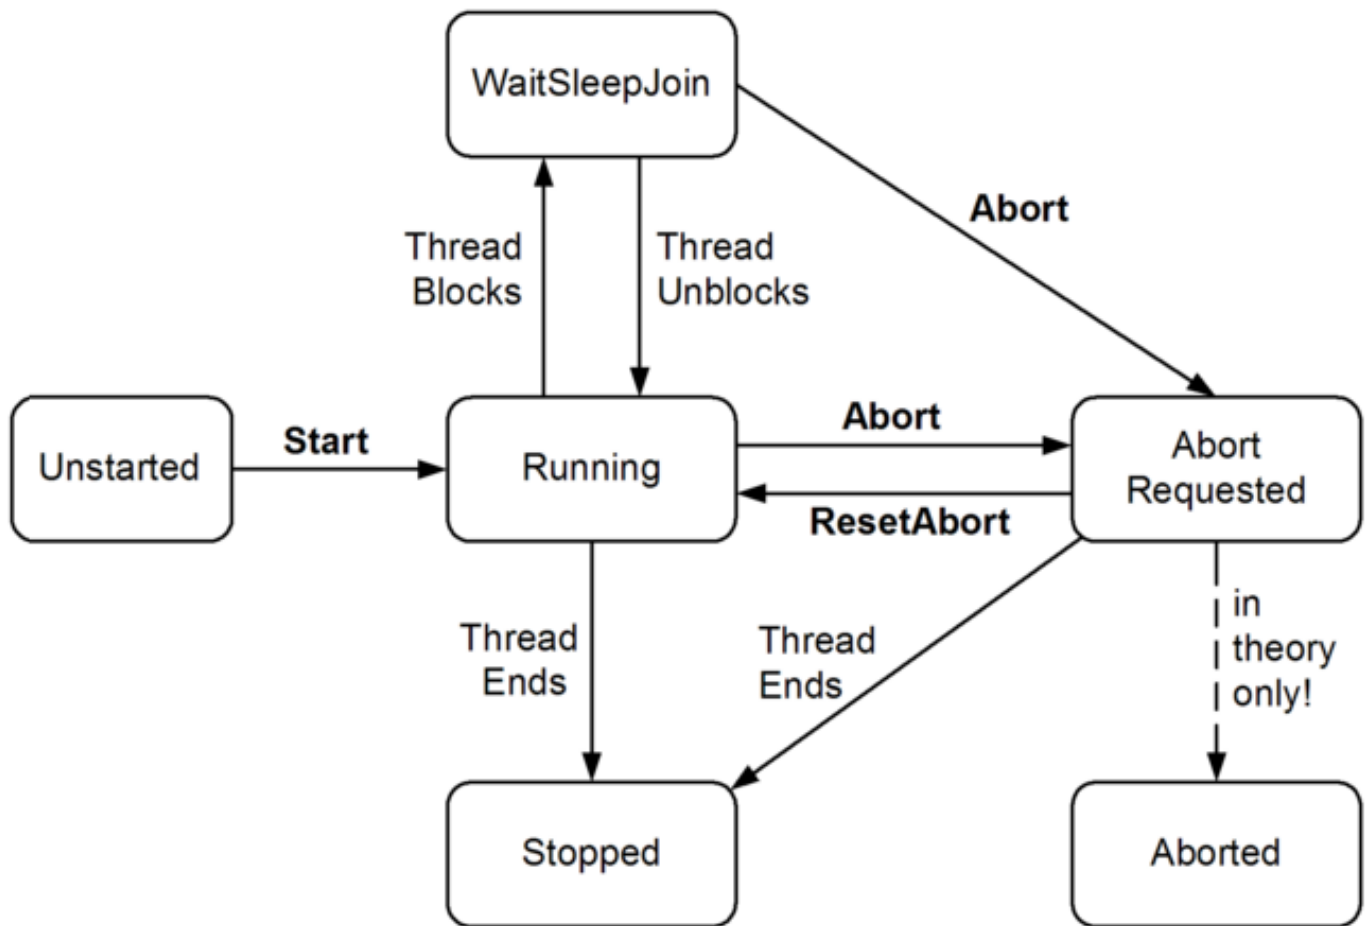 WaitSleepJoin
Abort
Thread
Blocks
Thread
Unblocks
Unstarted
Start
Running
Abort
ResetAbort
Abort
Requested
Thread
Ends
Thread
Ends
in
theory
only!
Stopped
Aborted